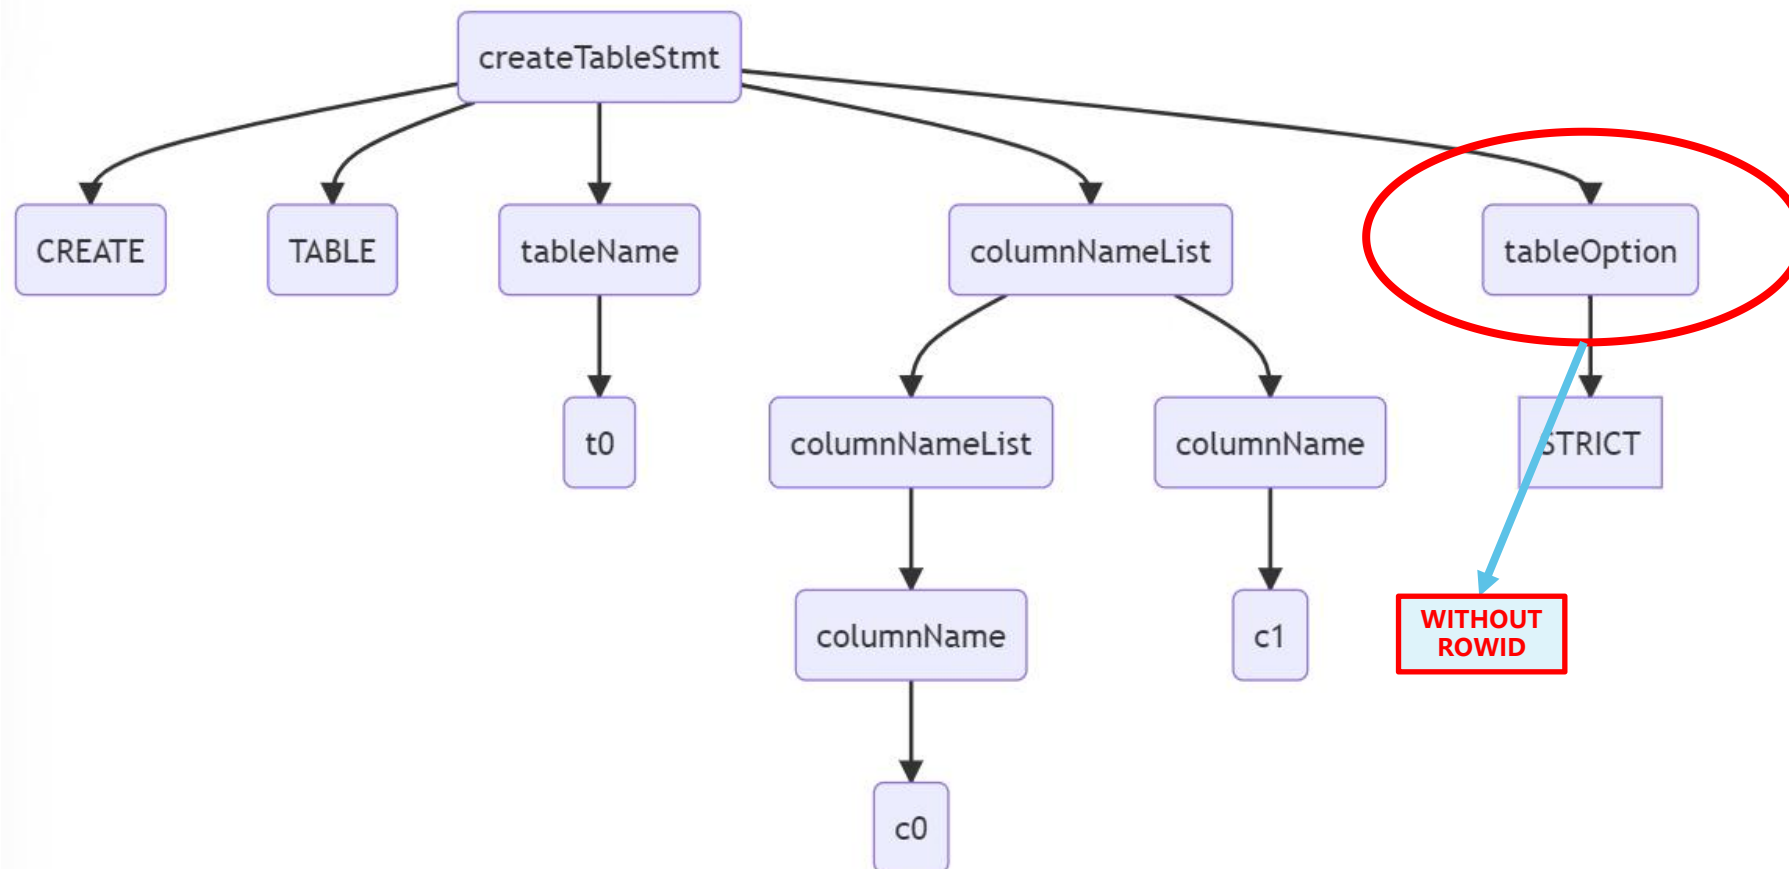 createTableStmt
CREATE
TABLE
tableName
columnNameList
tableOption
t0
columnNameList
columnName
STRICT
columnName
c1
WITHOUT
ROWID
c0